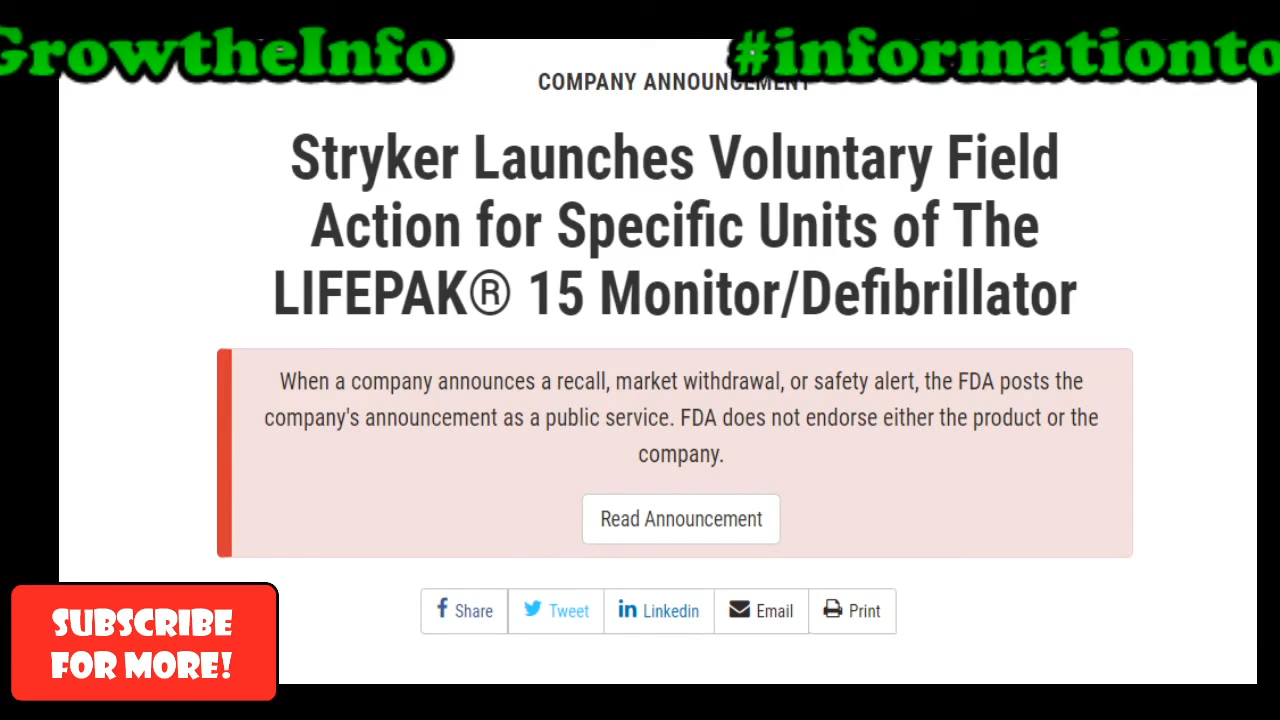 GrowtheInfo #informationto
COMPANY ANNOUNCEMENT
Stryker Launches Voluntary Field
Action for Specific Units of The
LIFEPAK® 15 Monitor/Defibrillator
When a company announces a recall, market withdrawal, or safety alert, the FDA posts the
company's announcement as a public service. FDA does not endorse either the product or the
company.
Read Announcement
Share Tweet Linkedin Email Print
SUBSCRIBE
FOR MORE!